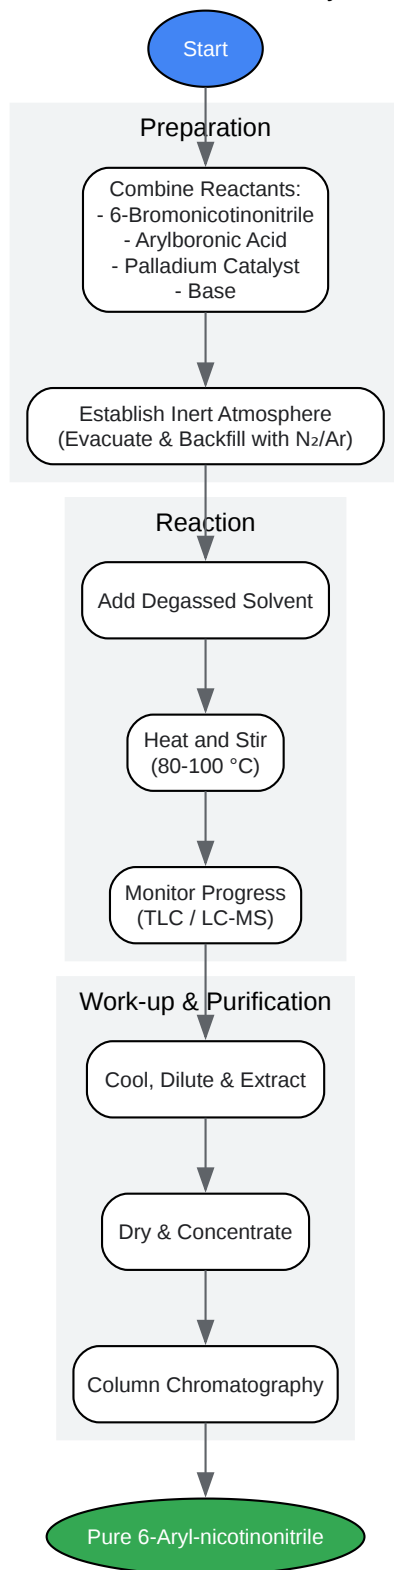 Start
Preparation
Combine Reactants:
- 6-Bromonicotinonitrile
- Arylboronic Acid
- Palladium Catalyst
- Base
Establish Inert Atmosphere
(Evacuate & Backfill with N₂/Ar)
Reaction
Add Degassed Solvent
Heat and Stir
(80-100 °C)
Monitor Progress
(TLC / LC-MS)
Work-up & Purification
Cool, Dilute & Extract
Dry & Concentrate
Column Chromatography
Pure 6-Aryl-nicotinonitrile